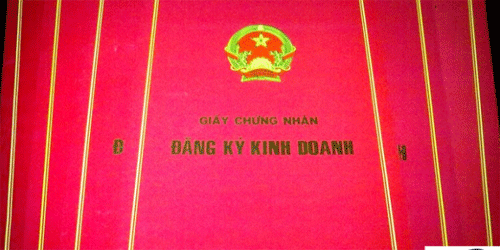 GIẤY CHỨNG NHẬN
Đ ĐĂNG KÝ KINH DOANH H